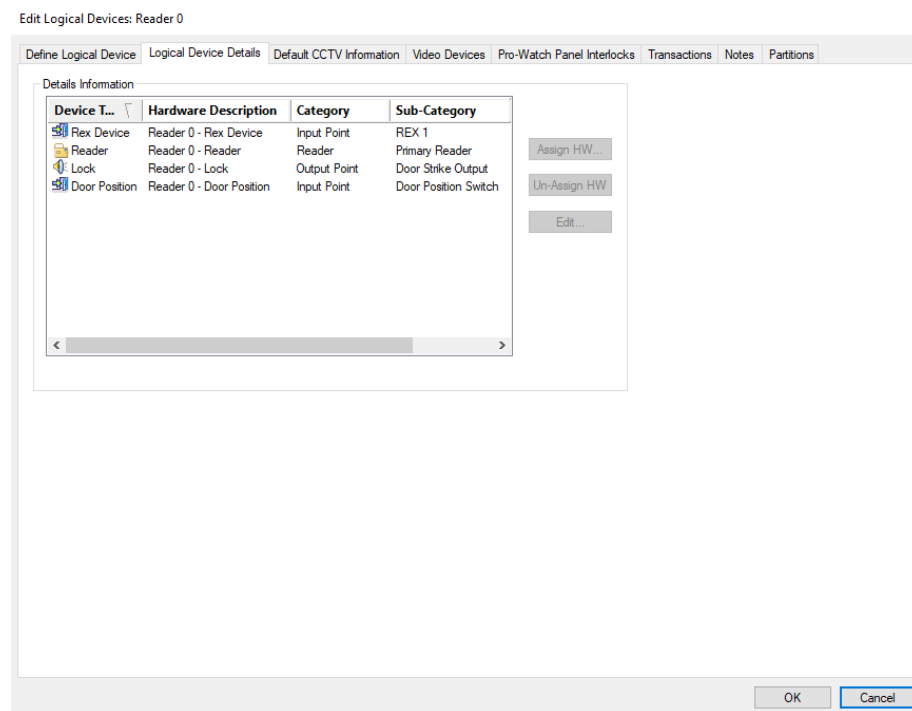 Edit Logical Devices: Reader 0
Define Logical Device Logical Device Details Default CCTV Information Video Devices Pro-Watch Panel Interlocks Transactions Notes Partitions
Details Information
Device T... Hardware Description Category Sub-Category
Rex Device Reader 0 - Rex Device Input Point REX 1
Reader Reader 0 - Reader Reader Primary Reader
Lock Reader 0 - Lock Output Point Door Strike Output
Door Position Reader 0 - Door Position Input Point Door Position Switch
Assign HW...
Un-Assign HW
Edit...
OK Cancel